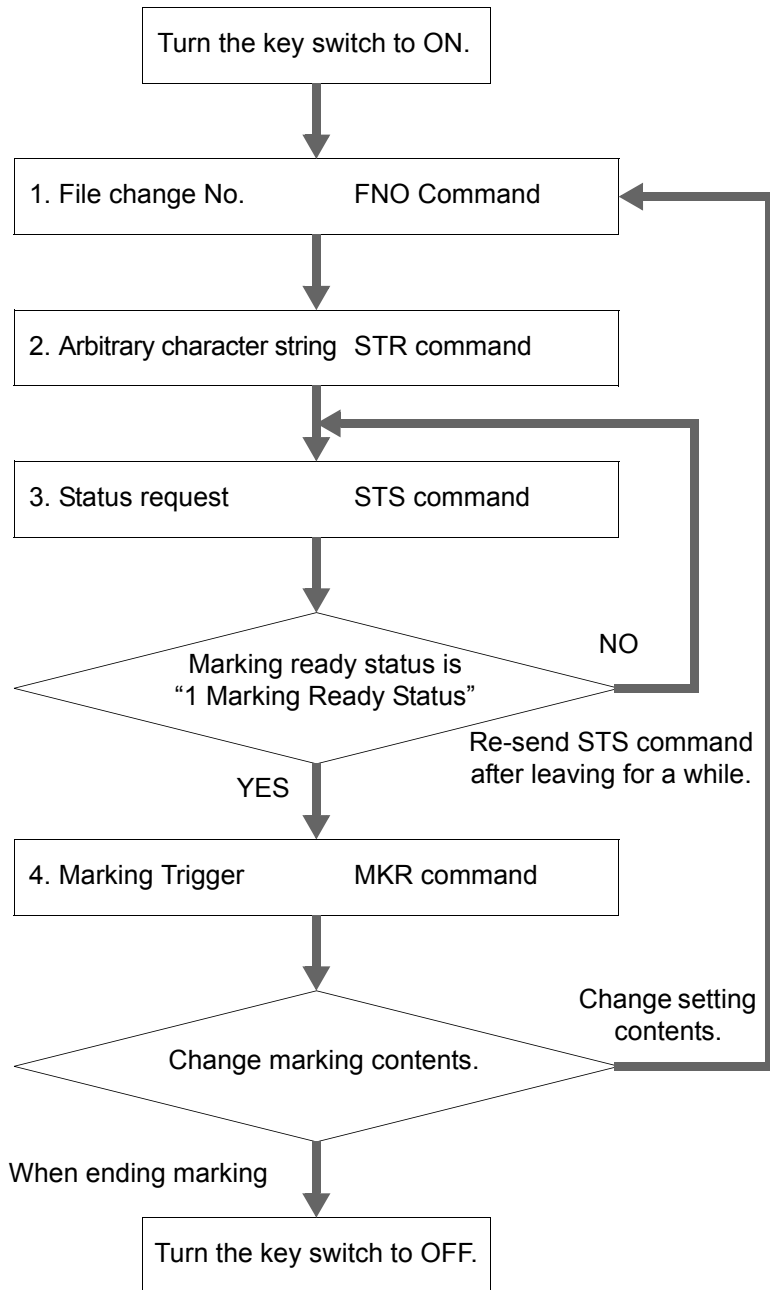 Turn the key switch to ON.
1. File change No. FNO Command
2. Arbitrary character string STR command
3. Status request STS command
Marking ready status is
“1 Marking Ready Status”
NO
Re-send STS command
after leaving for a while.
YES
4. Marking Trigger MKR command
Change setting
contents.
Change marking contents.
When ending marking
Turn the key switch to OFF.